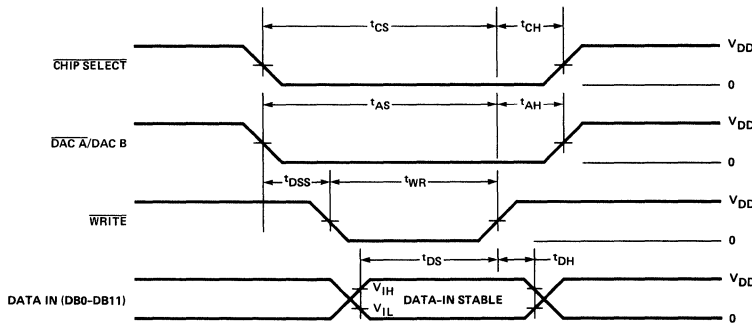 tCS
tCH
VDD
CHIP SELECT
0
tAS
tAH
VDD
DAC A/DAC B
0
tDSS
tWR
VDD
WRITE
0
tDS
tDH
VDD
VIH
DATA IN (DB0–DB11)
DATA–IN STABLE
VIL
0